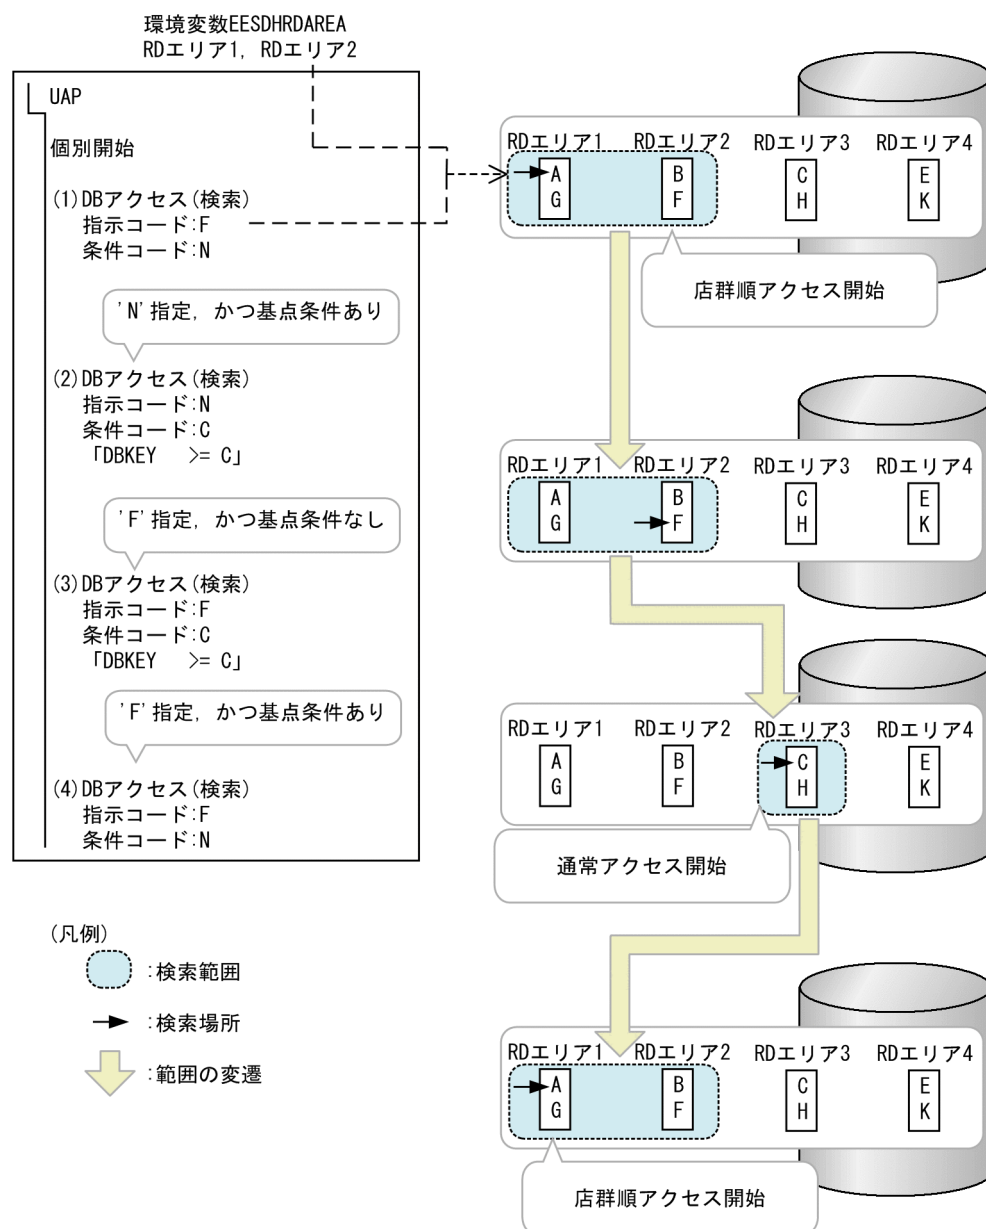 環境変数EESDHRDAREA
RDエリア1, RDエリア2
UAP
個別開始
(1)DBアクセス(検索)
指示コード:F
条件コード:N
'N'指定, かつ基点条件あり
(2)DBアクセス(検索)
指示コード:N
条件コード:C
「DBKEY >= C」
'F'指定, かつ基点条件なし
(3)DBアクセス(検索)
指示コード:F
条件コード:C
「DBKEY >= C」
'F'指定, かつ基点条件あり
(4)DBアクセス(検索)
指示コード:F
条件コード:N
(凡例)
:検索範囲
:検索場所
:範囲の変遷
RDエリア1 RDエリア2 RDエリア3 RDエリア4
A B C E
G F H K
店群順アクセス開始
RDエリア1 RDエリア2 RDエリア3 RDエリア4
A B C E
G F H K
RDエリア1 RDエリア2 RDエリア3 RDエリア4
A B C E
G F H K
通常アクセス開始
RDエリア1 RDエリア2 RDエリア3 RDエリア4
A B C E
G F H K
店群順アクセス開始